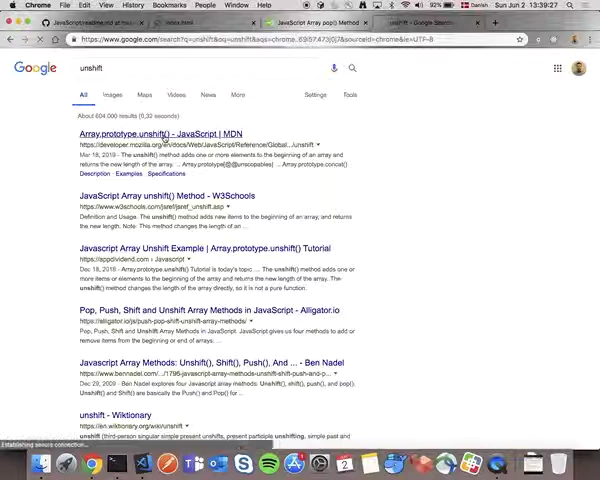 Chrome File Edit View History Bookmarks People Window Help 92% Danish Sun Jun 2 13:39:27
index.html JavaScript Array pop() Method unshift - Google Search
unshift
All Images Maps Videos News More Settings Tools
About 604.000 results (0,32 seconds)
Array.prototype.unshift() - JavaScript | MDN
https://developer.mozilla.org/en/docs/Web/JavaScript/Reference/Global.../unshift
Mar 18, 2019 - The unshift() method adds one or more elements to the beginning of an array and
returns the new length of the array. ... Array.prototype[@@unscopables] · Array.prototype.concat()
Description · Examples · Specifications
JavaScript Array unshift() Method - W3Schools
https://www.w3schools.com/jsref/jsref_unshift.asp
Definition and Usage. The unshift() method adds new items to the beginning of an array, and returns
the new length. Note: This method changes the length of an ...
Javascript Array Unshift Example | Array.prototype.unshift() Tutorial
https://appdividend.com › Javascript
Dec 18, 2018 - Array.prototype.unshift() Tutorial is today's topic.... The unshift() method adds one or
more items or elements to the beginning of the array and returns the new length of the array. The
unshift() method changes the length of the array directly, so it is not a pure function.
Pop, Push, Shift and Unshift Array Methods in JavaScript - Alligator.io
https://alligator.io/js/push-pop-shift-unshift-array-methods/
Pop, Push, Shift and Unshift Array Methods in JavaScript. JavaScript gives us four methods to add or
remove items from the beginning or end of arrays: ...
Javascript Array Methods: Unshift(), Shift(), Push(), And ... - Ben Nadel
https://www.bennadel.com/.../1796-javascript-array-methods-unshift-shift-push-and-p...
Dec 29, 2009 - Ben Nadel explores four Javascript array methods: Unshift(), shift(), push(), and pop().
Unshift() and Shift() are basically the Push() and Pop() for ...
unshift - Wiktionary
https://en.wiktionary.org/wiki/unshift
unshift (third-person singular simple present unshifts, present participle unshifting, simple past and
Establishing secure connection...